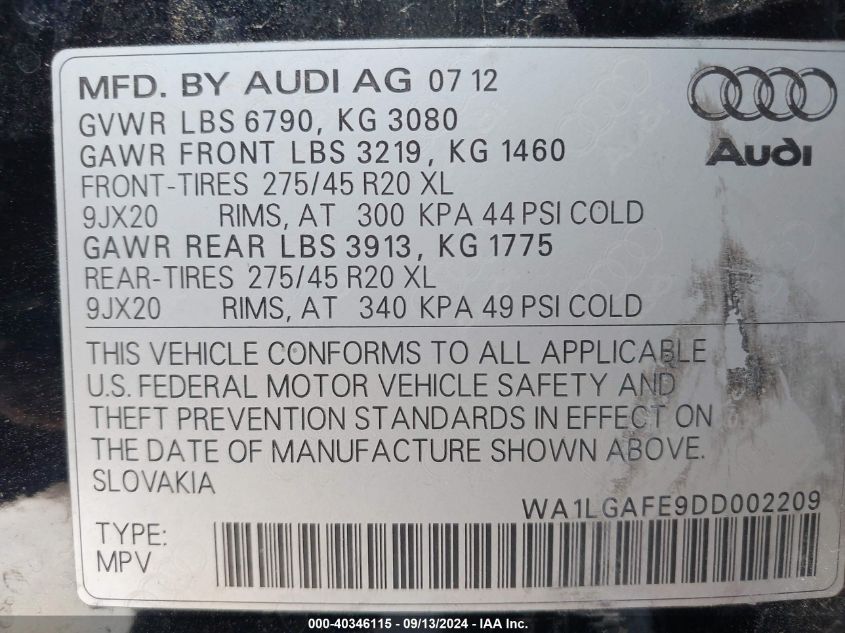 MFD. BY AUDI AG 07 12
GVWR LBS 6790, KG 3080
GAWR FRONT LBS 3219, KG 1460
FRONT-TIRES 275/45 R20 XL
9JX20 RIMS, AT 300 KPA 44 PSI COLD
GAWR REAR LBS 3913, KG 1775
REAR-TIRES 275/45 R20 XL
9JX20 RIMS, AT 340 KPA 49 PSI COLD
Audi
THIS VEHICLE CONFORMS TO ALL APPLICABLE
U.S. FEDERAL MOTOR VEHICLE SAFETY AND
THEFT PREVENTION STANDARDS IN EFFECT ON
THE DATE OF MANUFACTURE SHOWN ABOVE.
SLOVAKIA
WA1LGAFE9DD002209
TYPE:
MPV
000-40346115 - 09/13/2024 - IAA Inc.